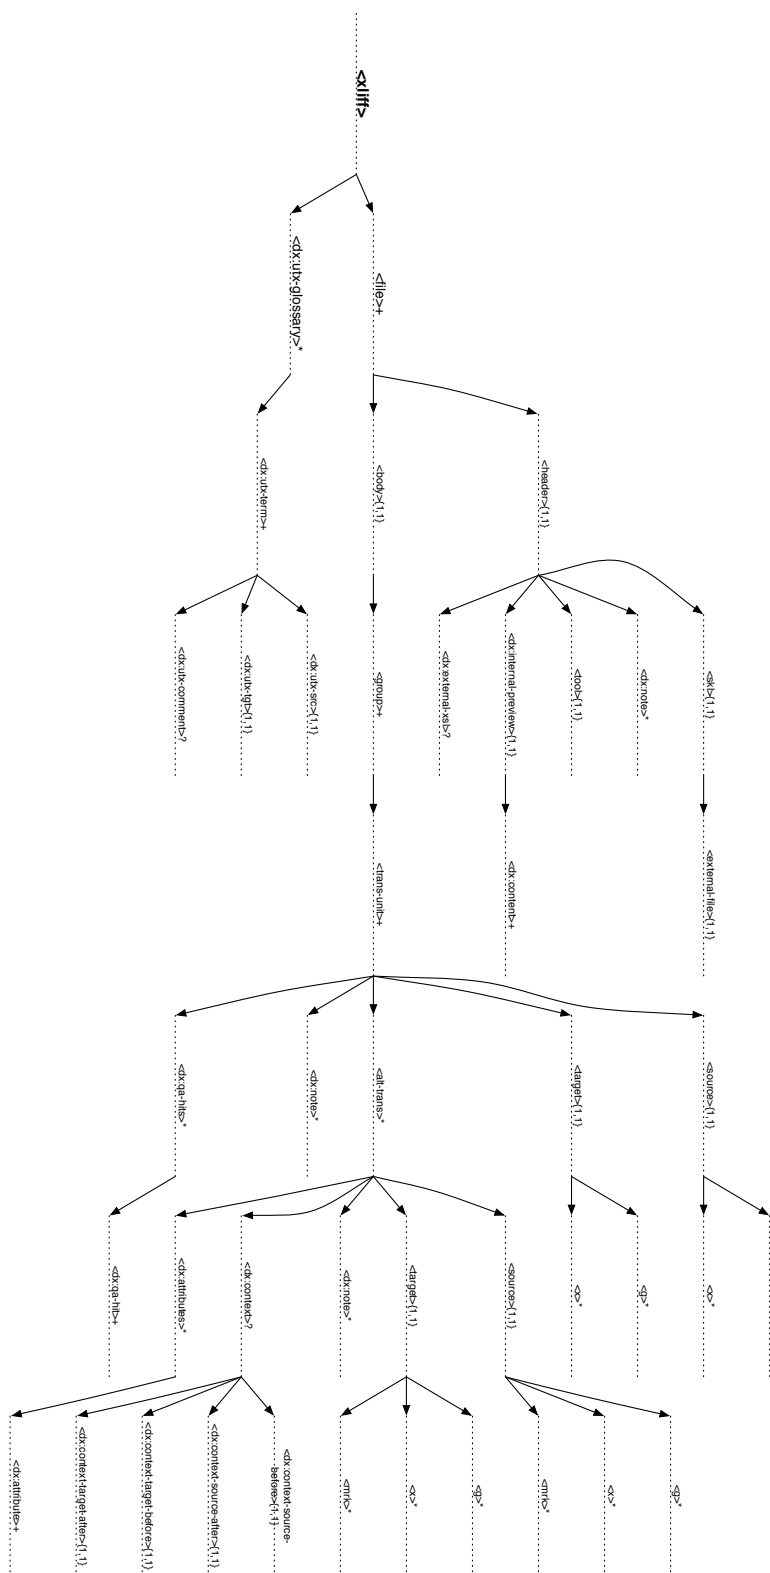 <xliff>
<file>+
<dx:utx-glossary>*
<header>{1,1}
<body>{1,1}
<dx:utx-term>+
<skl>{1,1}
<dx:note>*
<tool>{1,1}
<dx:internal-preview>{1,1}
<dx:external-xsl>?
<group>+
<dx:utx-src>{1,1}
<dx:utx-tgt>{1,1}
<dx:utx-comment>?
<external-file>{1,1}
<dx:content>+
<trans-unit>+
<source>{1,1}
<target>{1,1}
<alt-trans>*
<dx:note>*
<dx:qa-hits>*
<x>*
<g>*
<x>*
<source>{1,1}
<target>{1,1}
<dx:note>*
<dx:context>?
<dx:attributes>*
<dx:qa-hit>+
<g>*
<x>*
<mrk>*
<g>*
<x>*
<mrk>*
<dx:context-source-
before>{1,1}
<dx:context-source-after>{1,1}
<dx:context-target-before>{1,1}
<dx:context-target-after>{1,1}
<dx:attribute>+